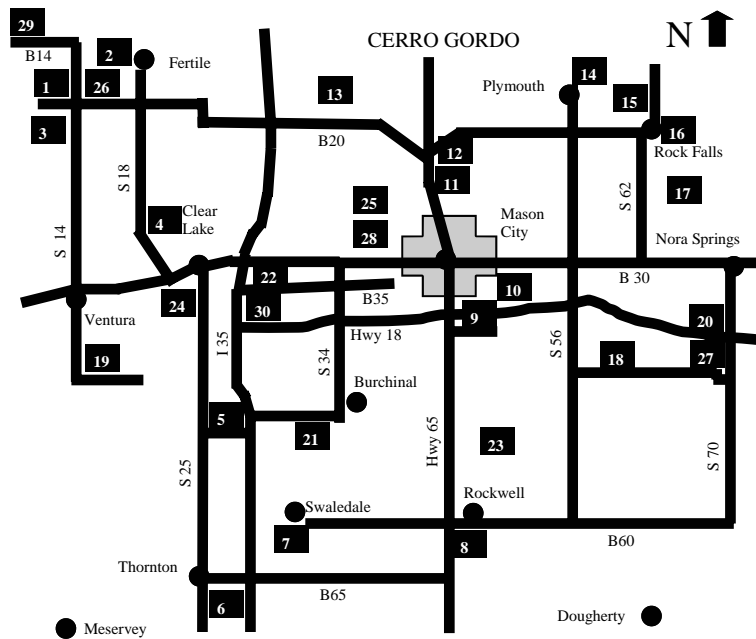 29
B14
2
Fertile
CERRO GORDO
N
1
26
13
Plymouth
14
15
3
B20
12
16
Rock Falls
S 18
11
S 62
17
S 14
4
Clear
Lake
25
28
Mason
City
Nora Springs
22
B 30
24
B35
10
Ventura
30
9
20
I 35
Hwy 18
S 56
19
S 34
18
27
Burchinal
5
21
Hwy 65
23
S 25
S 70
Swaledale
Rockwell
7
8
B60
Thornton
B65
6
Meservey
Dougherty